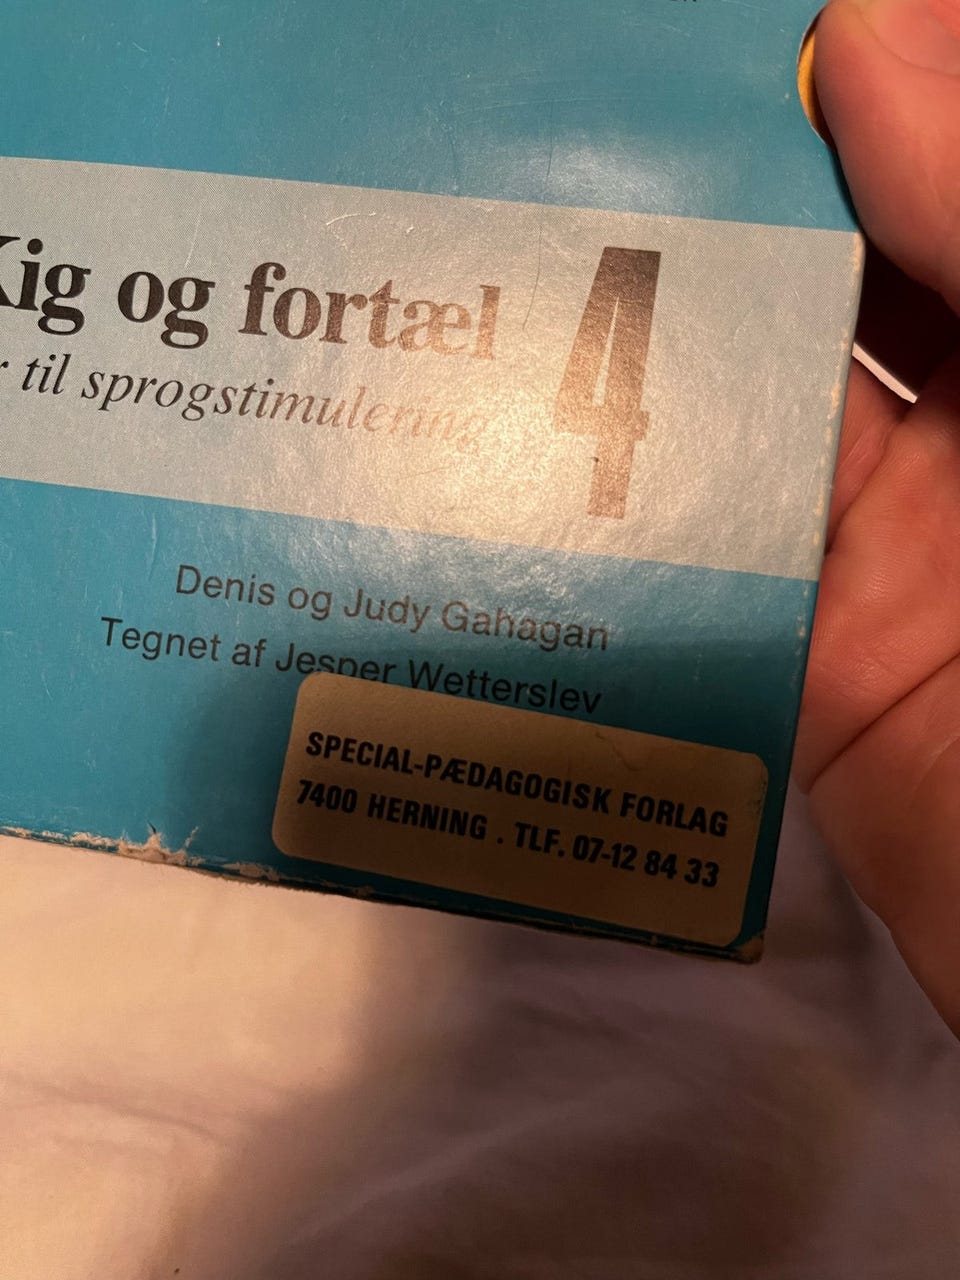 Kig og fortæl 4
til sprogstimulering
Denis og Judy Gahagan
Tegnet af Jesper Wetterslev
SPECIAL-PÆDAGOGISK FORLAG
7400 HERNING . TLF. 07-12 84 33